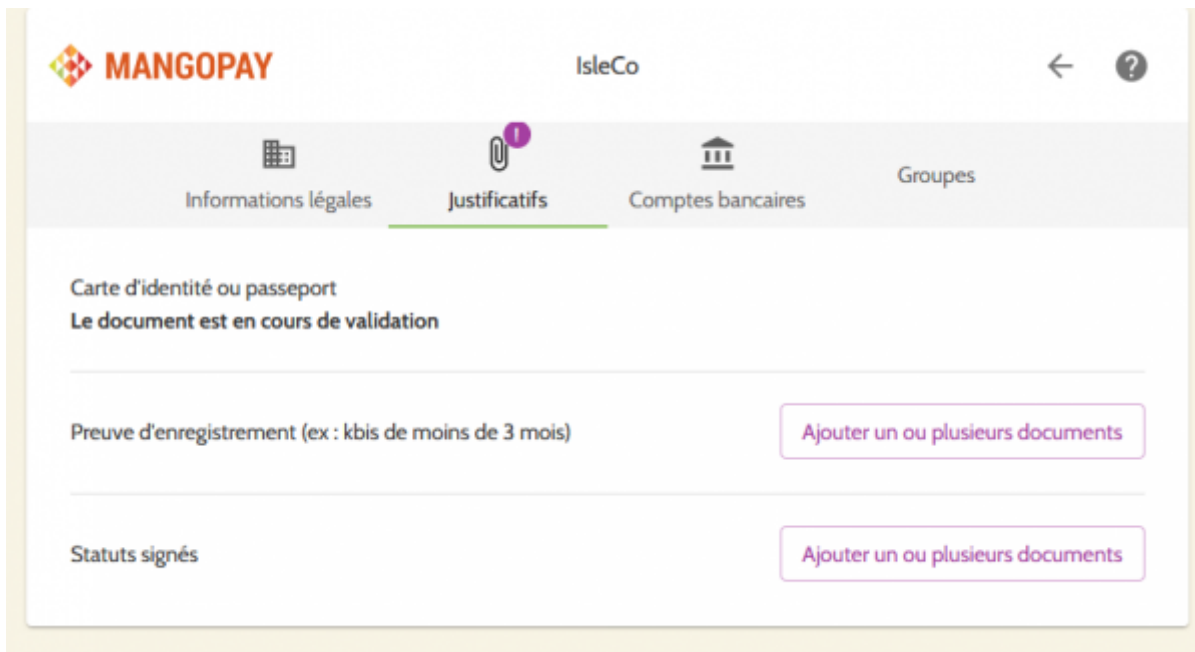 MANGOPAY
IsleCo
Informations légales
Justificatifs
Comptes bancaires
Groupes
Carte d'identité ou passeport
Le document est en cours de validation
Preuve d'enregistrement (ex : kbis de moins de 3 mois)
Ajouter un ou plusieurs documents
Statuts signés
Ajouter un ou plusieurs documents